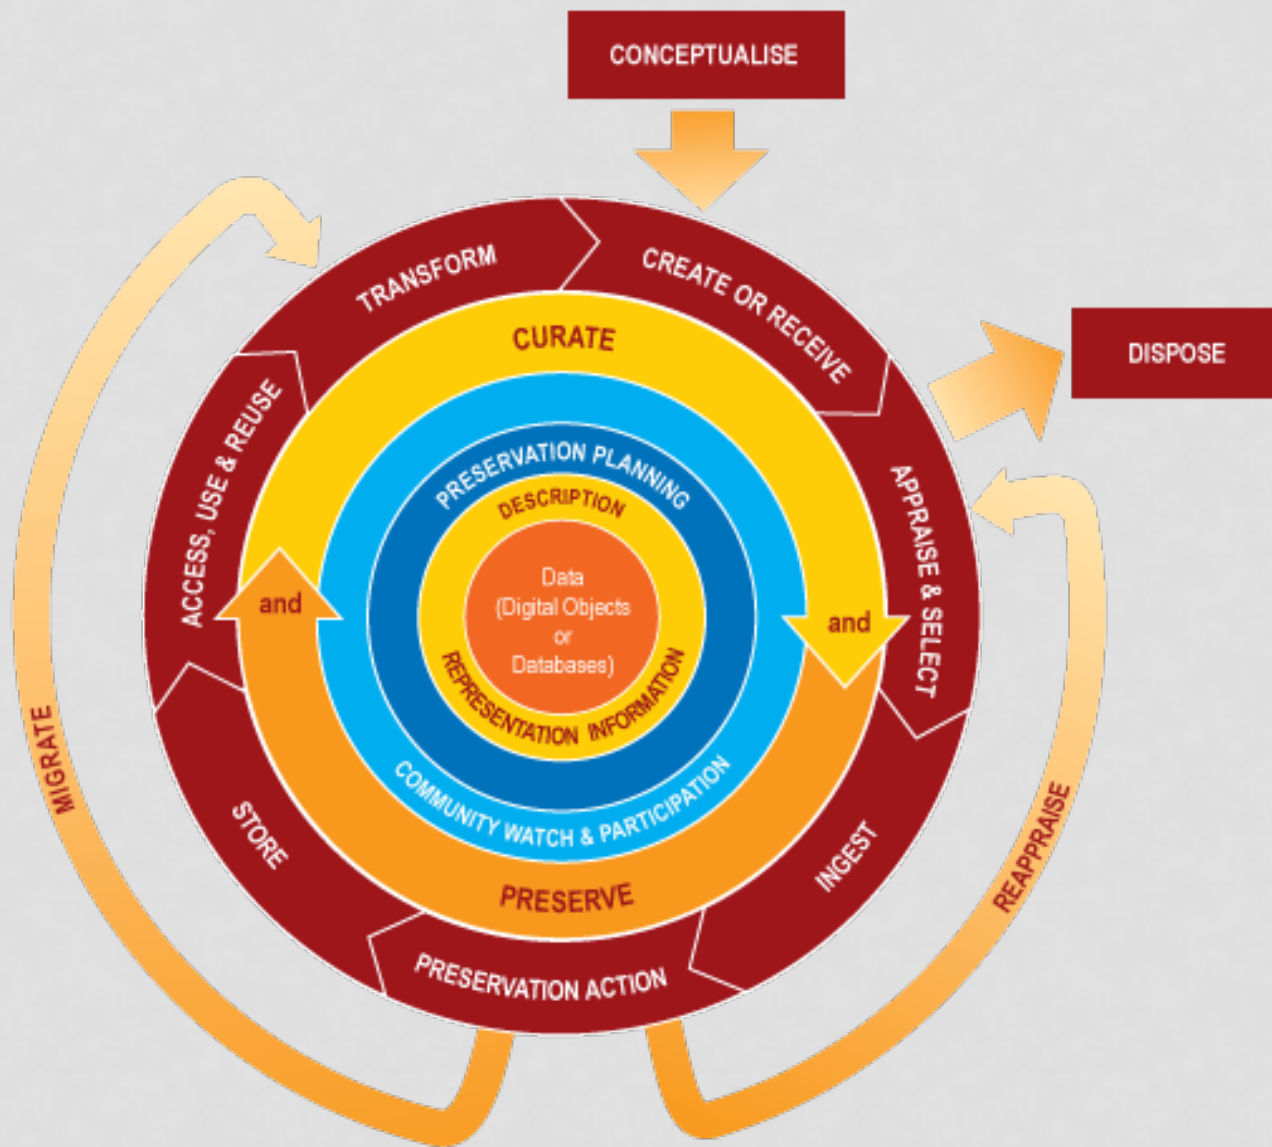 CONCEPTUALISE
TRANSFORM
CREATE OR RECEIVE
CURATE
DISPOSE
ACCESS, USE & REUSE
PRESERVATION PLANNING
DESCRIPTION
APPRAISE & SELECT
Data
(Digital Objects
or
Databases)
and
and
REPRESENTATION INFORMATION
COMMUNITY WATCH & PARTICIPATION
MIGRATE
STORE
INGEST
REAPPRAISE
PRESERVE
PRESERVATION ACTION